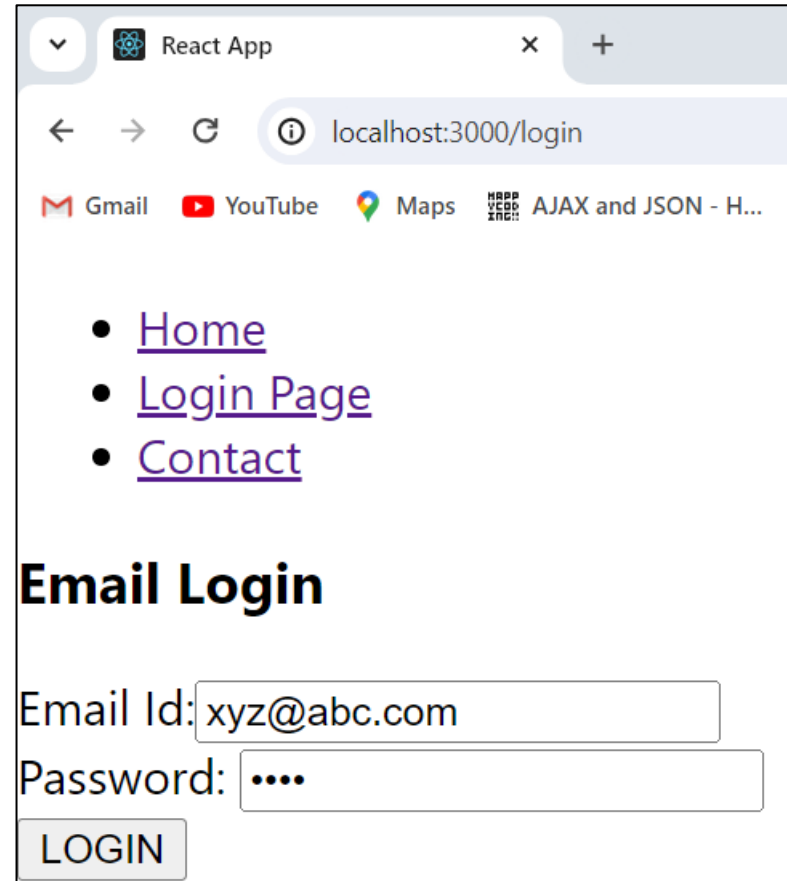 React App
localhost:3000/login
Gmail YouTube Maps AJAX and JSON - H...
Home
Login Page
Contact
Email Login
Email Id: xyz@abc.com
Password: ••••
LOGIN